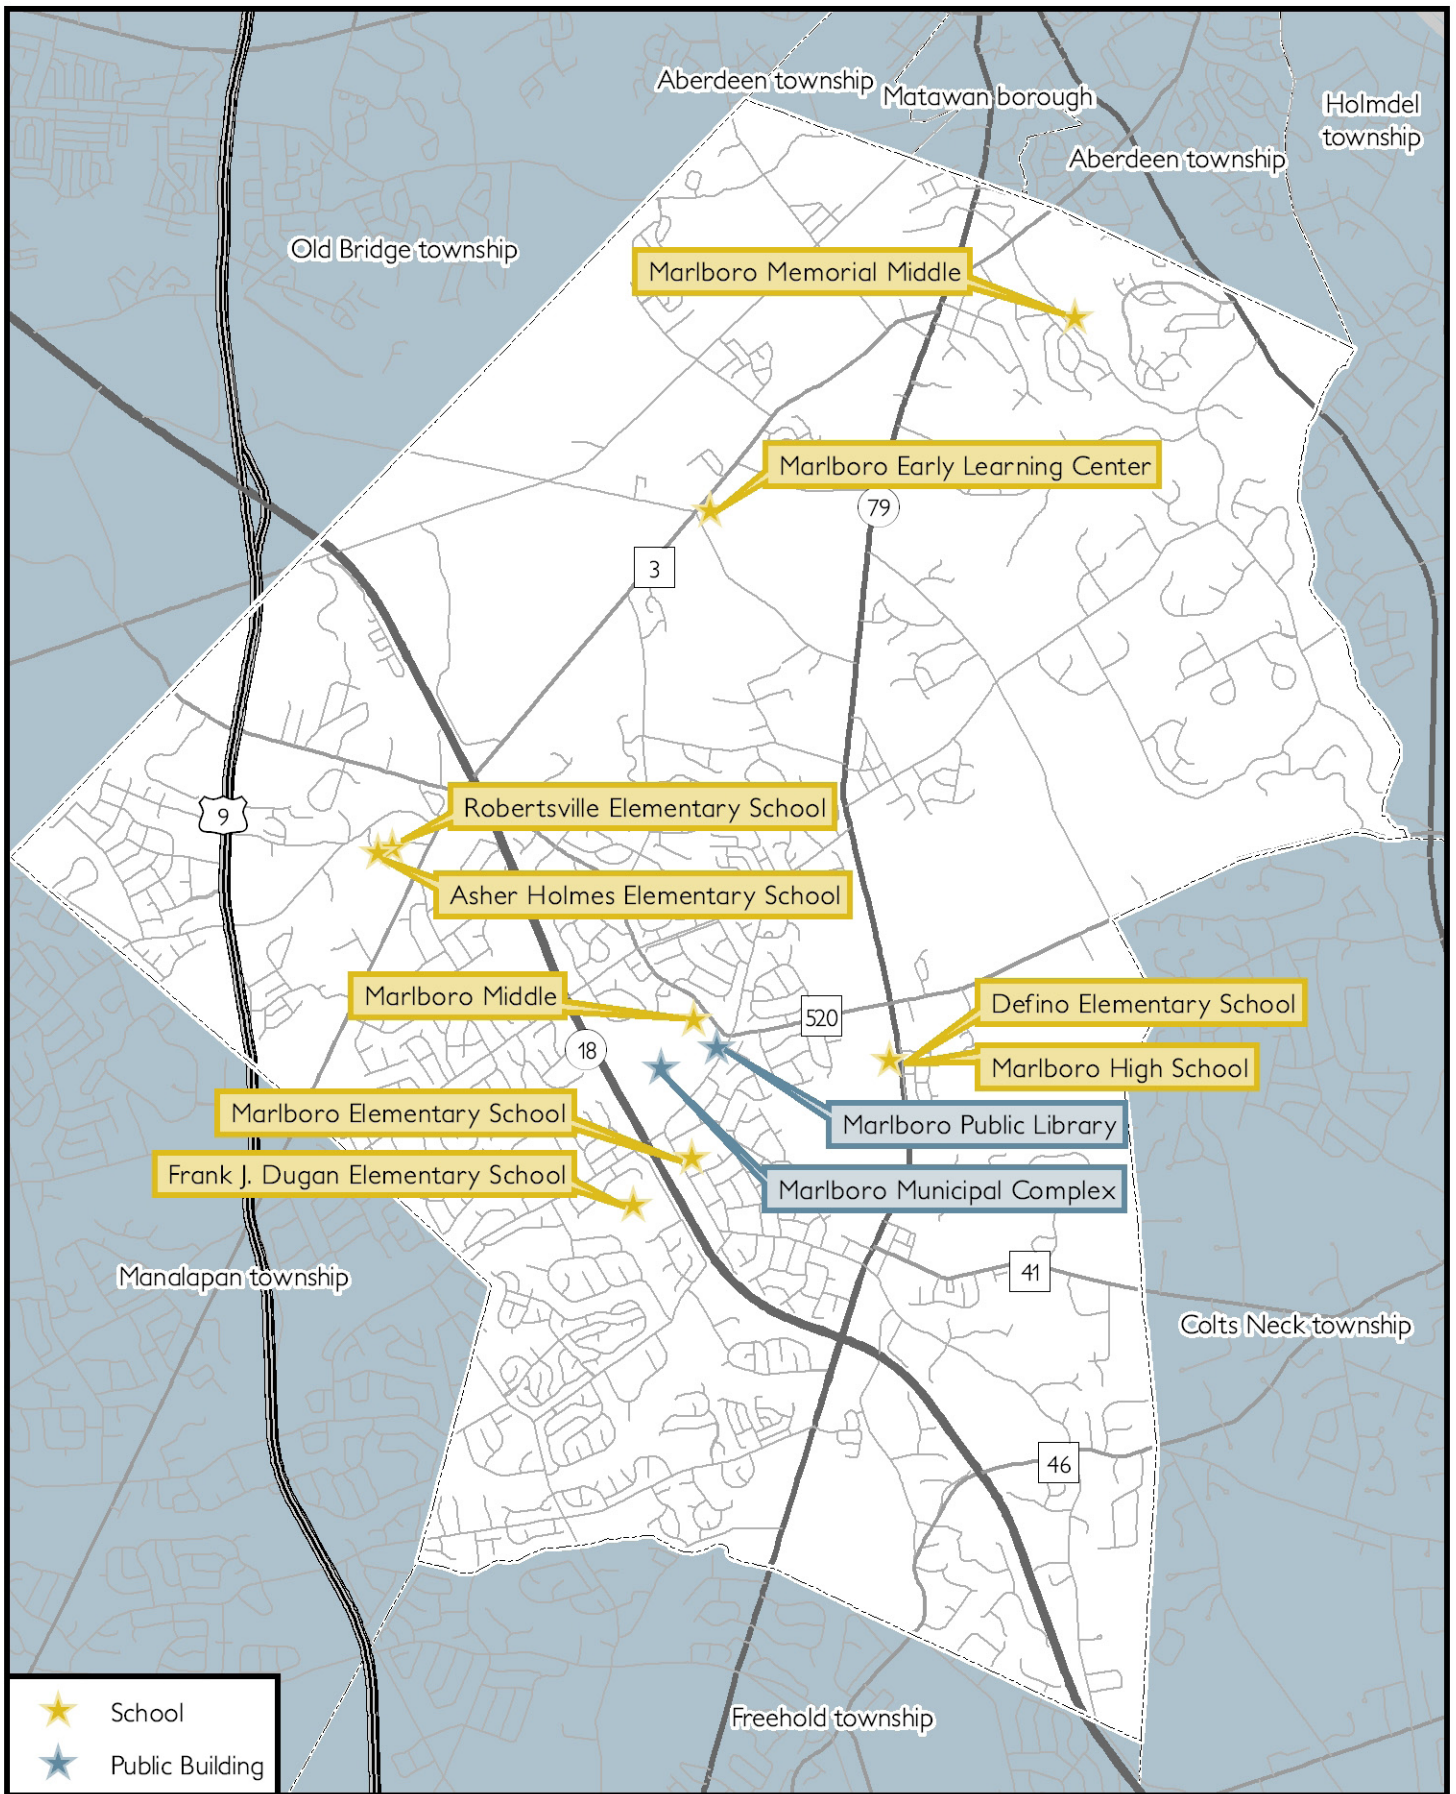 Aberdeen township
Matawan borough
Holmdel
township
Aberdeen township
Old Bridge township
Marlboro Memorial Middle
Marlboro Early Learning Center
79
3
Robertsville Elementary School
9
Asher Holmes Elementary School
Marlboro Middle
Defino Elementary School
520
18
Marlboro High School
Marlboro Elementary School
Marlboro Public Library
Frank J. Dugan Elementary School
Marlboro Municipal Complex
Manalapan township
41
Colts Neck township
46
School
Freehold township
Public Building